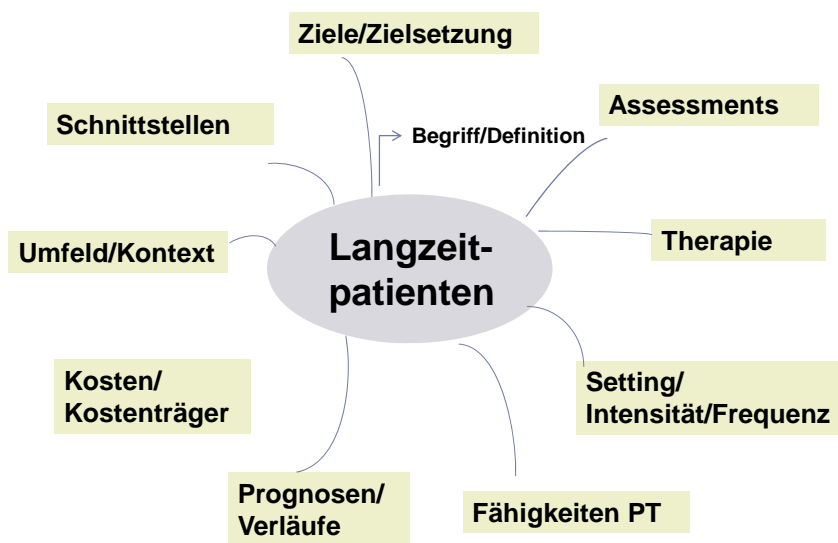 Ziele/Zielsetzung
Assessments
Schnittstellen
Begriff/Definition
Umfeld/Kontext
Langzeit-
patienten
Therapie
Kosten/
Kostenträger
Setting/
Intensität/Frequenz
Prognosen/
Verläufe
Fähigkeiten PT